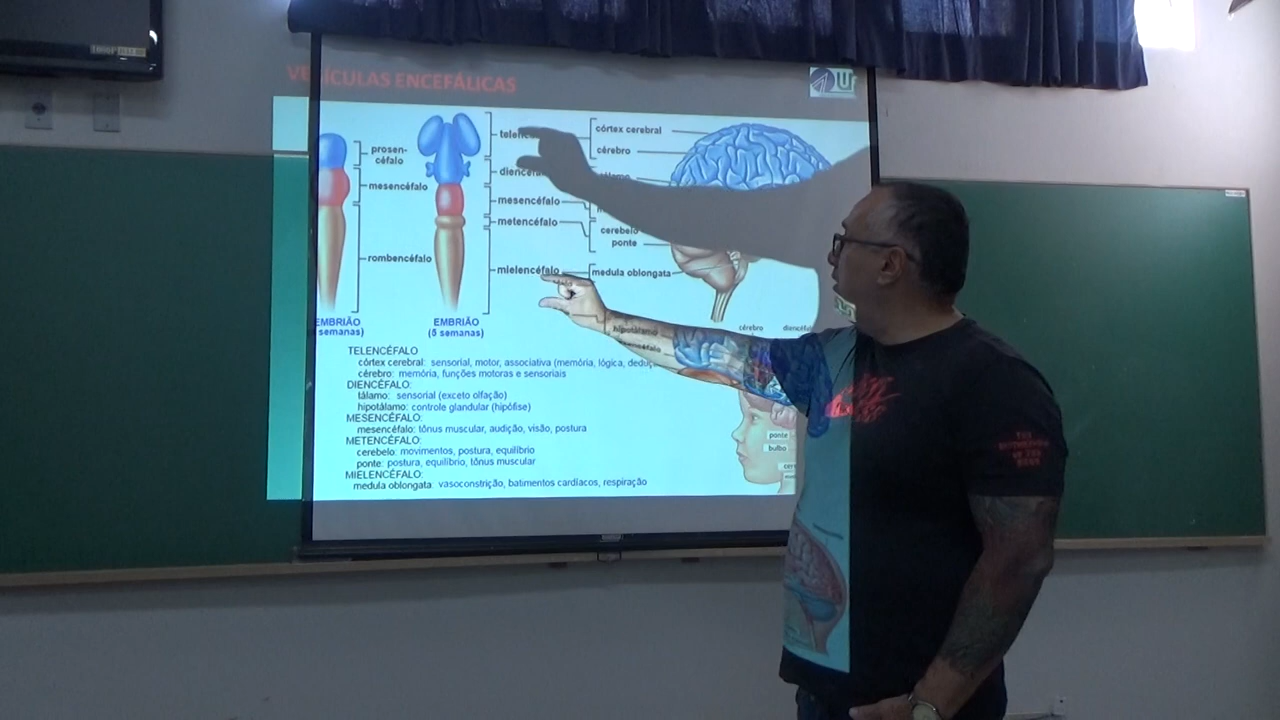 VESÍCULAS ENCEFÁLICAS
prosen-
céfalo
mesencéfalo
rombencéfalo
EMBRIÃO
semanas)
EMBRIÃO
(5 semanas)
mesencéfalo
metencéfalo
mielencéfalo
córtex cerebral
cérebro
cerebelo
ponte
medula oblongata
hipotálamo
cérebro
TELENCÉFALO
córtex cerebral: sensorial, motor, associativa (memória, lógica,
cérebro: memória, funções motoras e sensoriais
DIENCÉFALO:
tálamo: sensorial (exceto olfação)
hipotálamo: controle glandular (hipófise)
MESENCÉFALO:
mesencéfalo: tônus muscular, audição, visão, postura
METENCÉFALO:
cerebelo: movimentos, postura, equilíbrio
ponte: postura, equilíbrio, tônus muscular
MIELENCÉFALO:
medula oblongata: vasoconstrição, batimentos cardíacos, respiração
ponte
bulbo